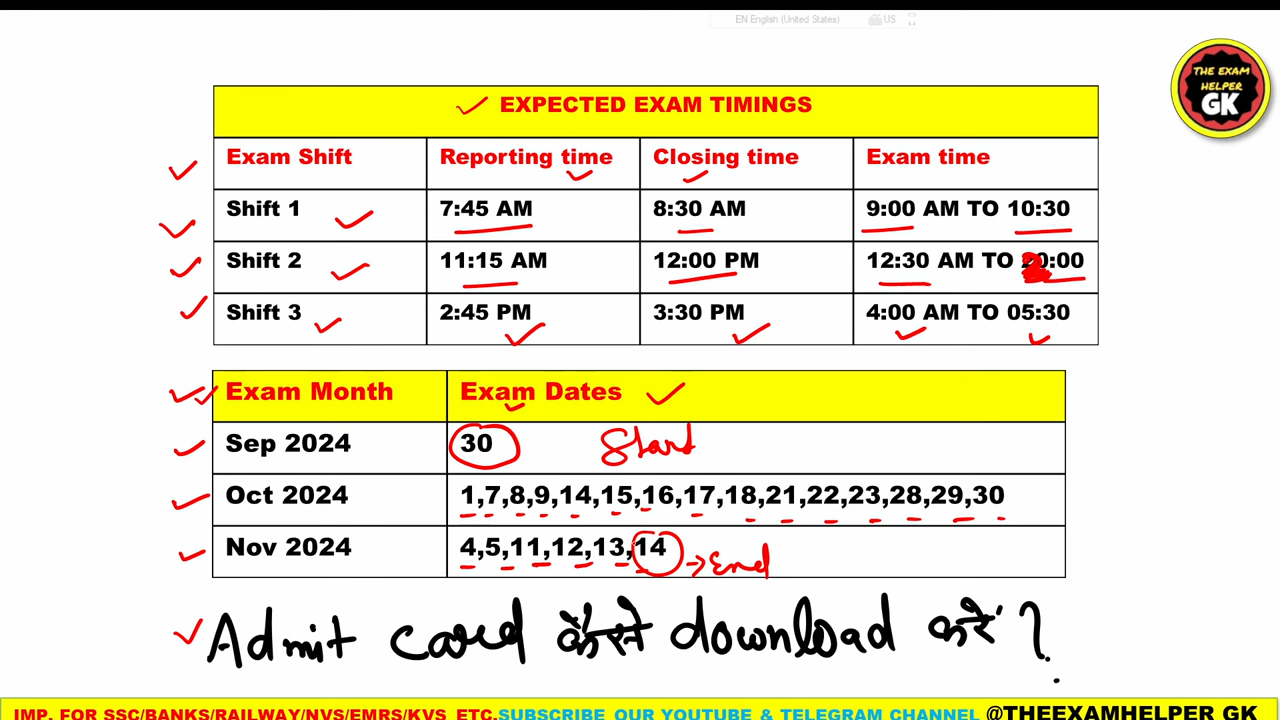 EN English (United States) US
THE EXAM
HELPER
GK
EXPECTED EXAM TIMINGS
Exam Shift Reporting time Closing time Exam time
Shift 1 7:45 AM 8:30 AM 9:00 AM TO 10:30
Shift 2 11:15 AM 12:00 PM 12:30 AM TO :00
Shift 3 2:45 PM 3:30 PM 4:00 AM TO 05:30
Exam Month Exam Dates
Sep 2024 30 Start
Oct 2024 1,7,8,9,14,15,16,17,18,21,22,23,28,29,30
Nov 2024 4,5,11,12,13,14 → End
Admit card कैसे download करें ?
IMP. FOR SSC/BANKS/RAILWAY/NVS/EMRS/KVS ETC.SUBSCRIBE OUR YOUTUBE & TELEGRAM CHANNEL @THEEXAMHELPER GK